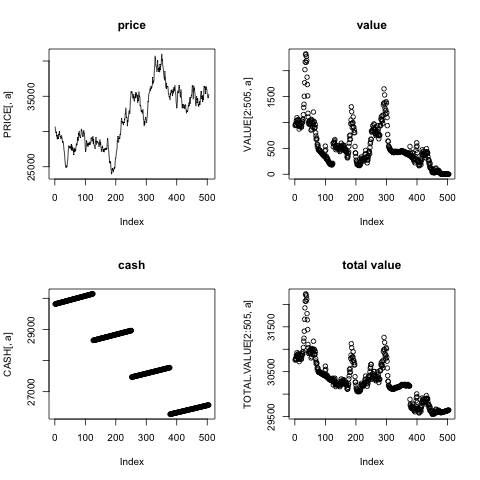 price
PRICE[, a]
25000 35000
0 100 200 300 400 500
Index
value
VALUE[2:505, a]
0 500 1500
0 100 200 300 400 500
Index
cash
CASH[, a]
27000 29000
0 100 200 300 400 500
Index
total value
TOTAL.VALUE[2:505, a]
29500 30500 31500
0 100 200 300 400 500
Index